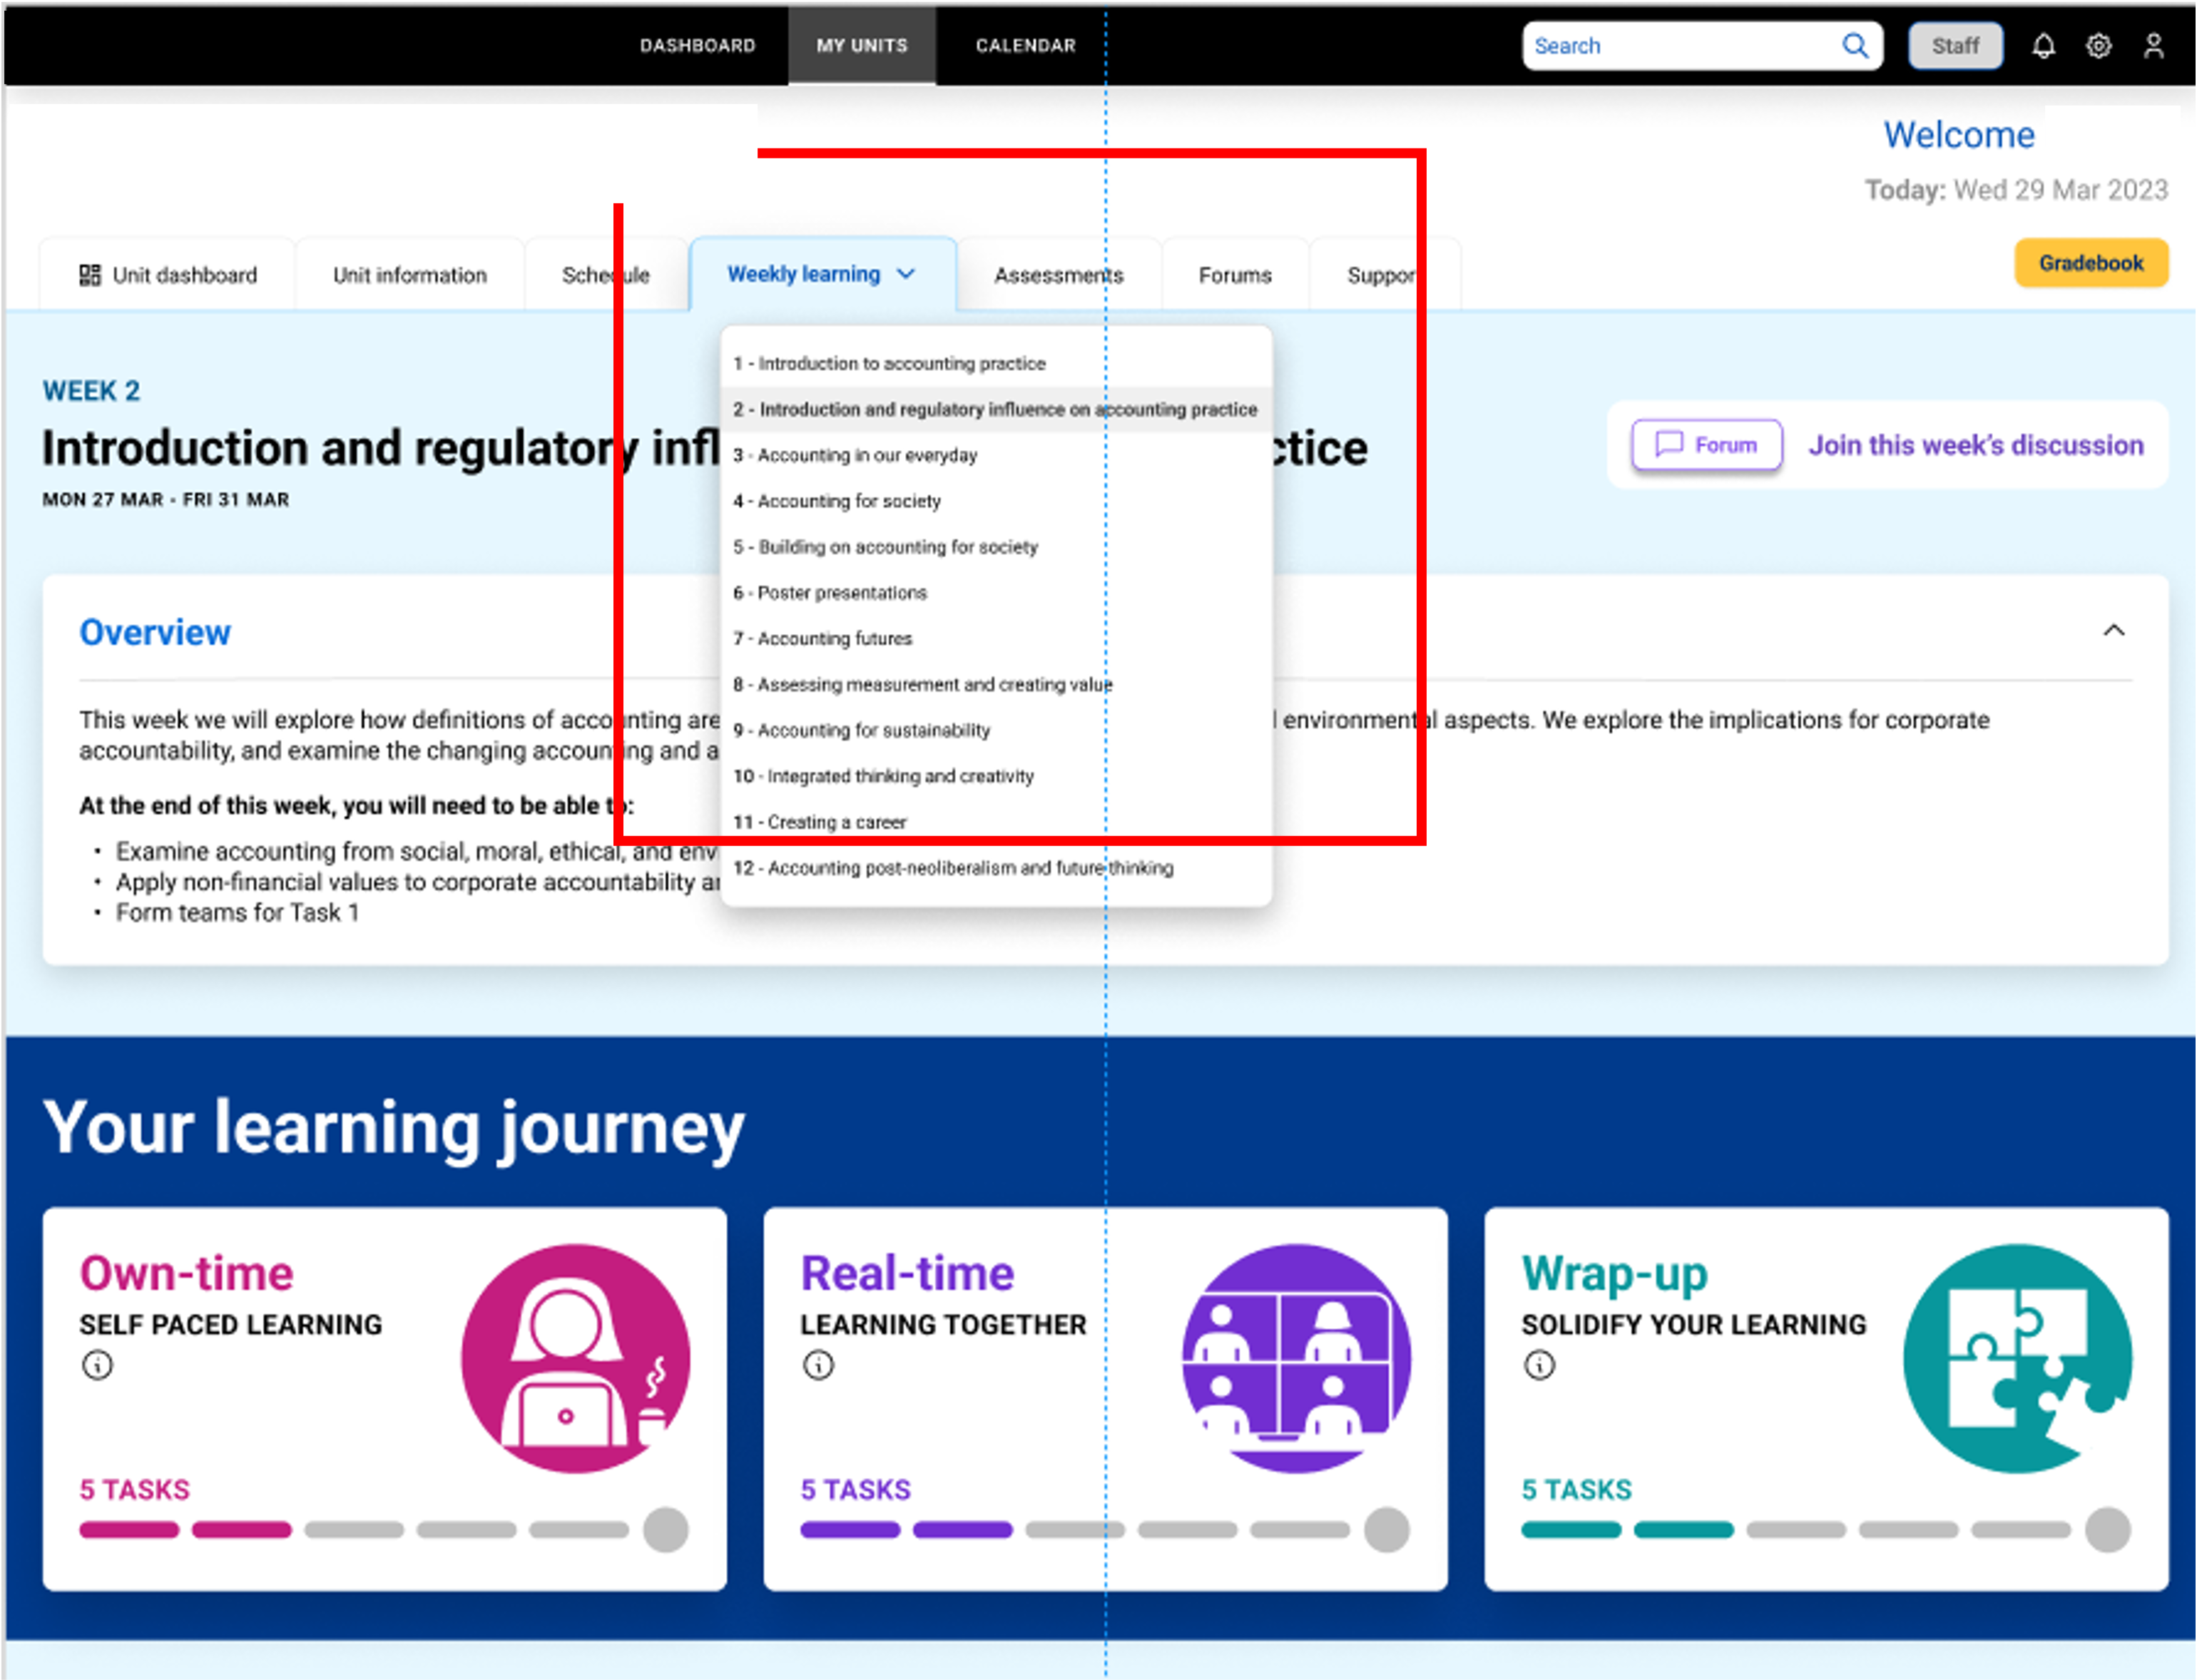 DASHBOARD MY UNITS CALENDAR Search Staff
Welcome
Today: Wed 29 Mar 2023
Unit dashboard Unit information Schedule Weekly learning Assessments Forums Support Gradebook
1 - Introduction to accounting practice
2 - Introduction and regulatory influence on accounting practice
3 - Accounting in our everyday
4 - Accounting for society
5 - Building on accounting for society
6 - Poster presentations
7 - Accounting futures
8 - Assessing measurement and creating value
9 - Accounting for sustainability
10 - Integrated thinking and creativity
11 - Creating a career
12 - Accounting post-neoliberalism and future thinking
WEEK 2
Introduction and regulatory infl ctice
MON 27 MAR - FRI 31 MAR
Forum Join this week's discussion
Overview
This week we will explore how definitions of accounting are environmental aspects. We explore the implications for corporate
accountability, and examine the changing accounting and a
At the end of this week, you will need to be able to:
• Examine accounting from social, moral, ethical, and env
• Apply non-financial values to corporate accountability
• Form teams for Task 1
Your learning journey
Own-time
SELF PACED LEARNING
5 TASKS
Real-time
LEARNING TOGETHER
5 TASKS
Wrap-up
SOLIDIFY YOUR LEARNING
5 TASKS